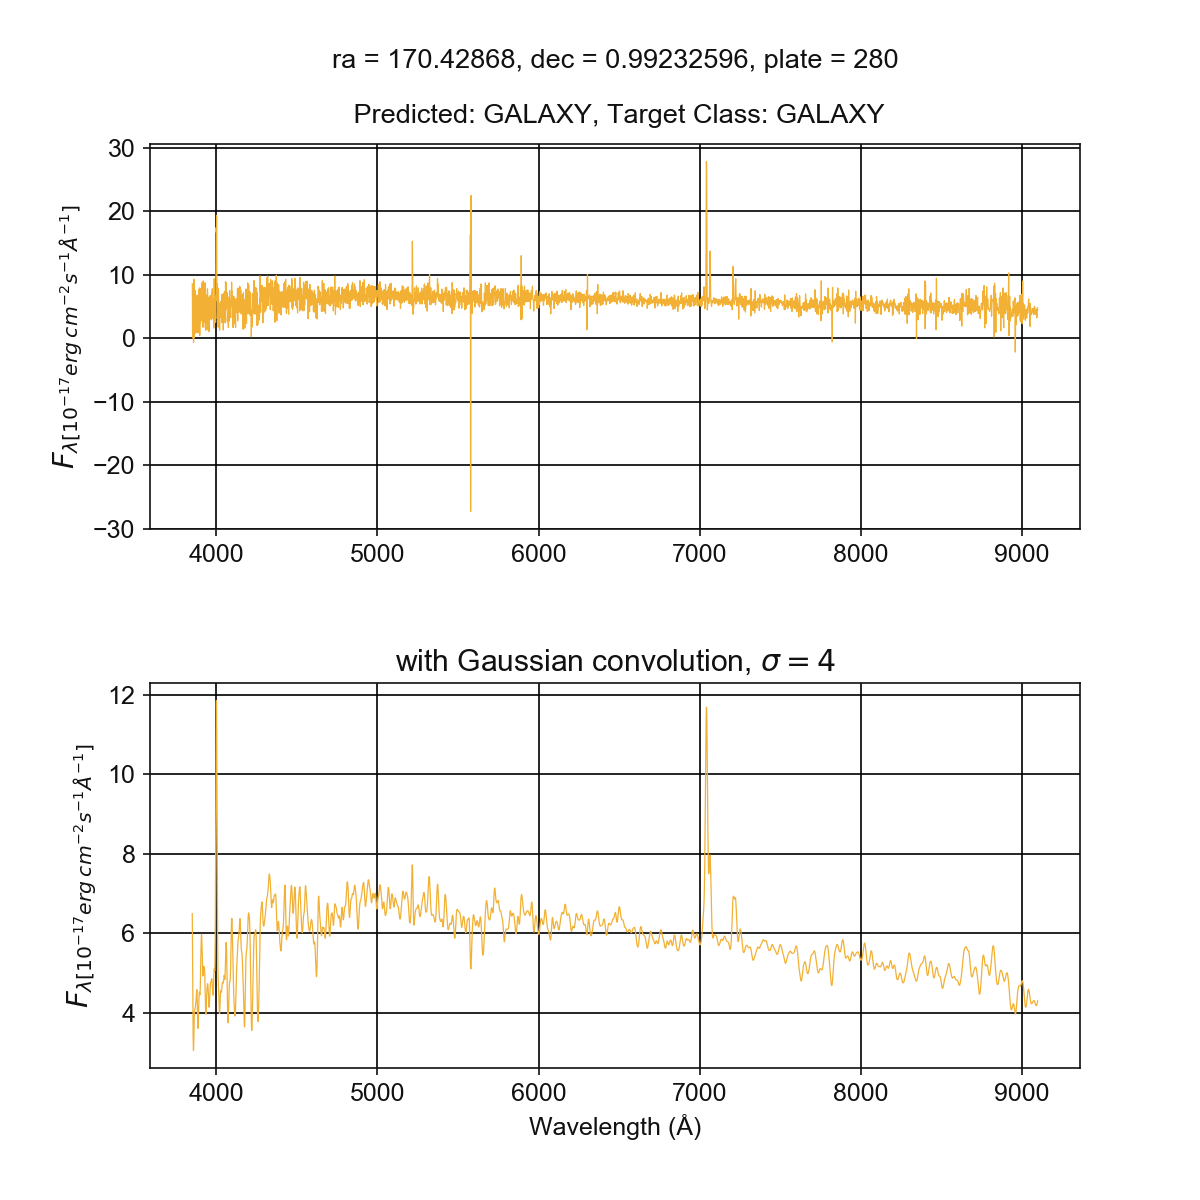 ra = 170.42868, dec = 0.99232596, plate = 280
Predicted: GALAXY, Target Class: GALAXY
30
20
10
0
−10
−20
−30
F_λ[10⁻¹⁷erg cm⁻²s⁻¹Å⁻¹]
4000 5000 6000 7000 8000 9000
with Gaussian convolution, σ = 4
12
10
8
6
4
F_λ[10⁻¹⁷erg cm⁻²s⁻¹Å⁻¹]
4000 5000 6000 7000 8000 9000
Wavelength (Å)